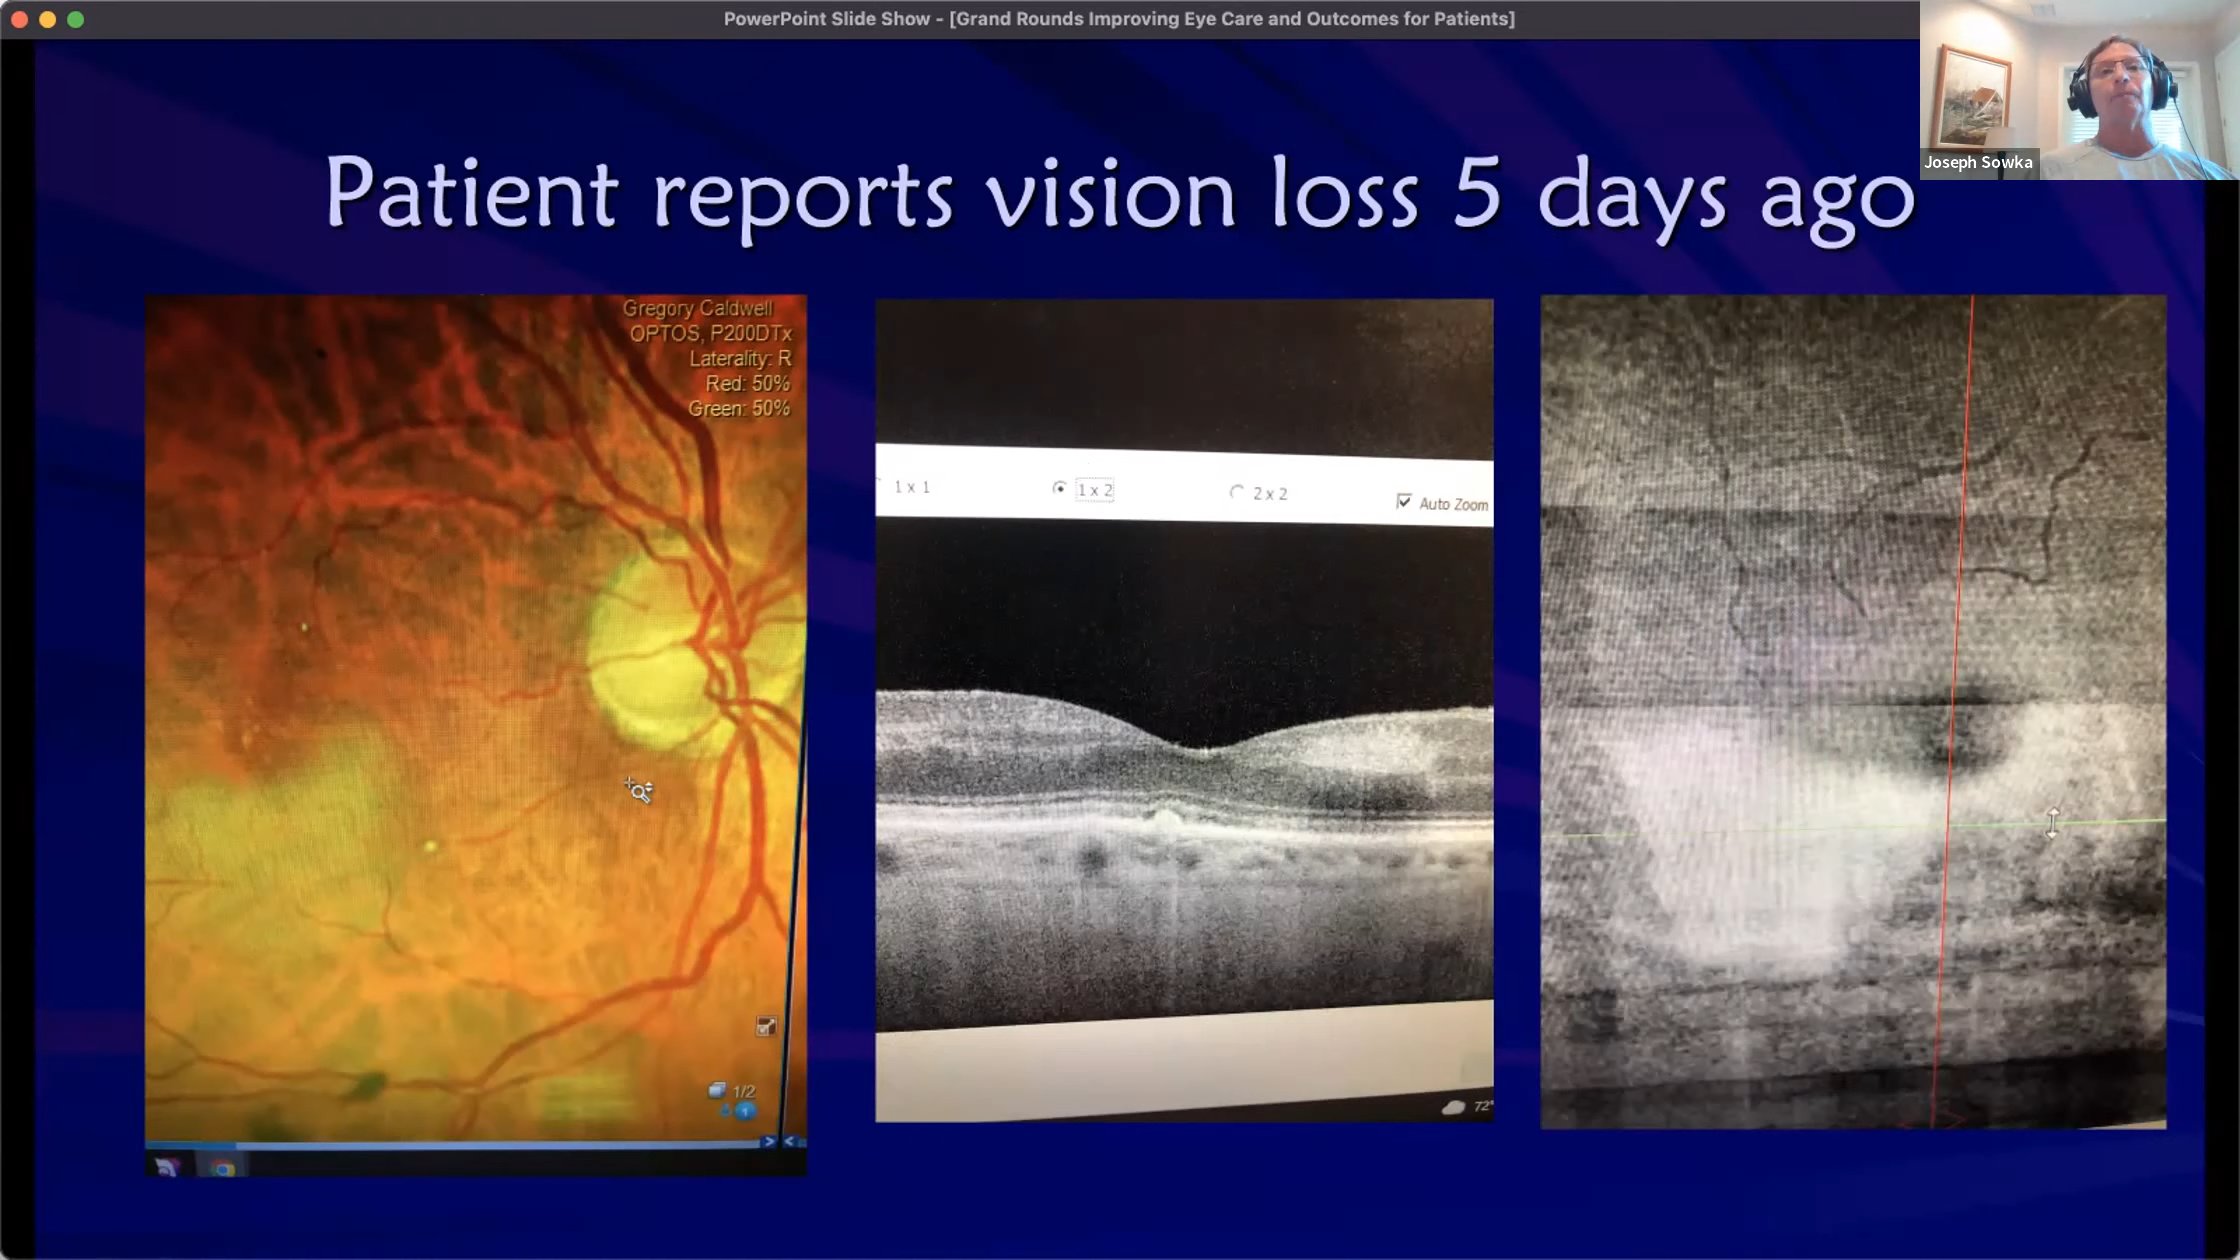 PowerPoint Slide Show - [Grand Rounds Improving Eye Care and Outcomes for Patients]
Joseph Sowka
Patient reports vision loss 5 days ago
Gregory Caldwell
OPTOS, P200DTx
Laterality: R
Red: 50%
Green: 50%
1/2
1
1 x 1
1 x 2
2 x 2
Auto Zoom
72°